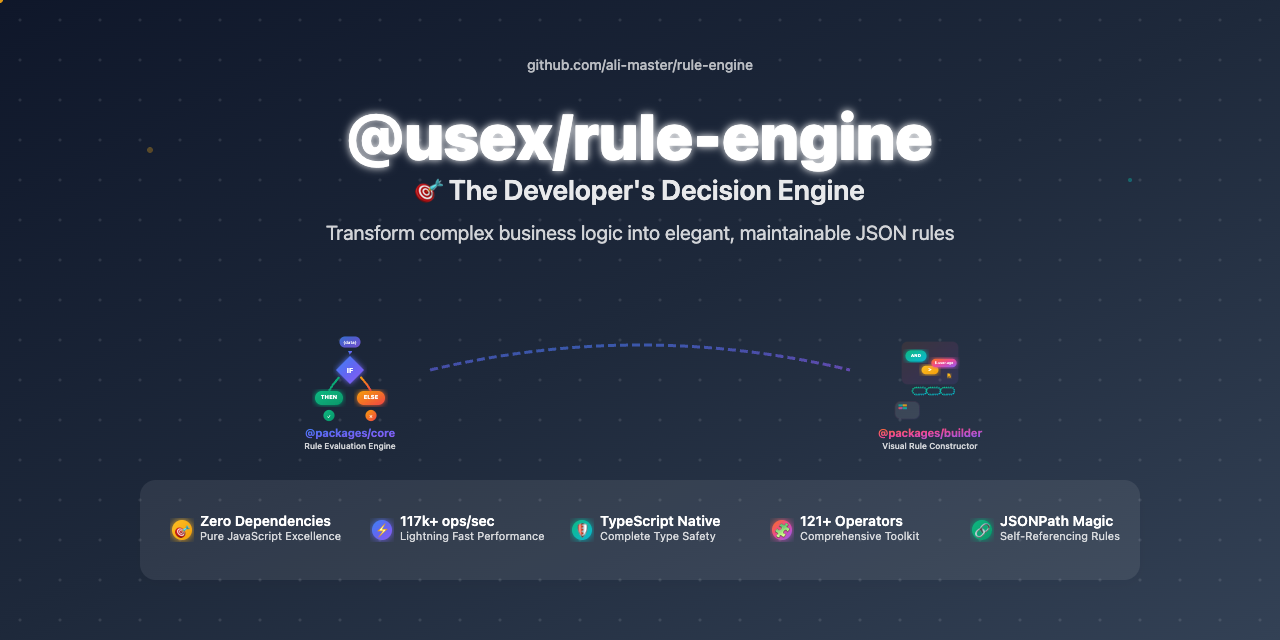 github.com/ali-master/rule-engine
@usex/rule-engine
The Developer's Decision Engine
Transform complex business logic into elegant, maintainable JSON rules
{data}
IF
THEN
ELSE
@packages/core
Rule Evaluation Engine
AND
@packages/builder
Visual Rule Constructor
Zero Dependencies
Pure JavaScript Excellence
117k+ ops/sec
Lightning Fast Performance
TypeScript Native
Complete Type Safety
121+ Operators
Comprehensive Toolkit
JSONPath Magic
Self-Referencing Rules